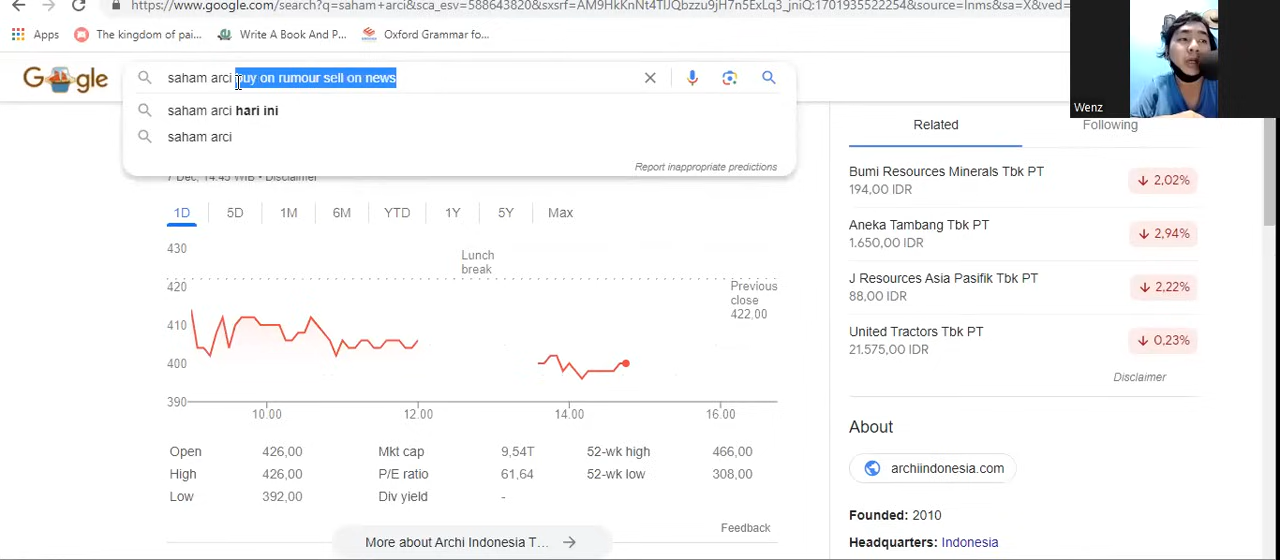 https://www.google.com/search?q=saham+arci&sca_esv=588643820&sxsrf=AM9HkKnNt4TlJQbzzu9jH7n5ExLq3_jniQ:1701935522254&source=lnms&sa=X&ved=
Apps
The kingdom of pai...
Write A Book And P...
Oxford Grammar fo...
Google
saham arci buy on rumour sell on news
saham arci hari ini
saham arci
Report inappropriate predictions
7 Dec, 14:45 WIB • Disclaimer
1D 5D 1M 6M YTD 1Y 5Y Max
430
420
410
400
390
Lunch
break
Previous
close
422,00
10.00 12.00 14.00 16.00
Open 426,00 Mkt cap 9,54T 52-wk high 466,00
High 426,00 P/E ratio 61,64 52-wk low 308,00
Low 392,00 Div yield -
Feedback
More about Archi Indonesia T...
Wenz
Related Following
Bumi Resources Minerals Tbk PT
194,00 IDR
2,02%
Aneka Tambang Tbk PT
1.650,00 IDR
2,94%
J Resources Asia Pasifik Tbk PT
88,00 IDR
2,22%
United Tractors Tbk PT
21.575,00 IDR
0,23%
Disclaimer
About
archiindonesia.com
Founded: 2010
Headquarters: Indonesia